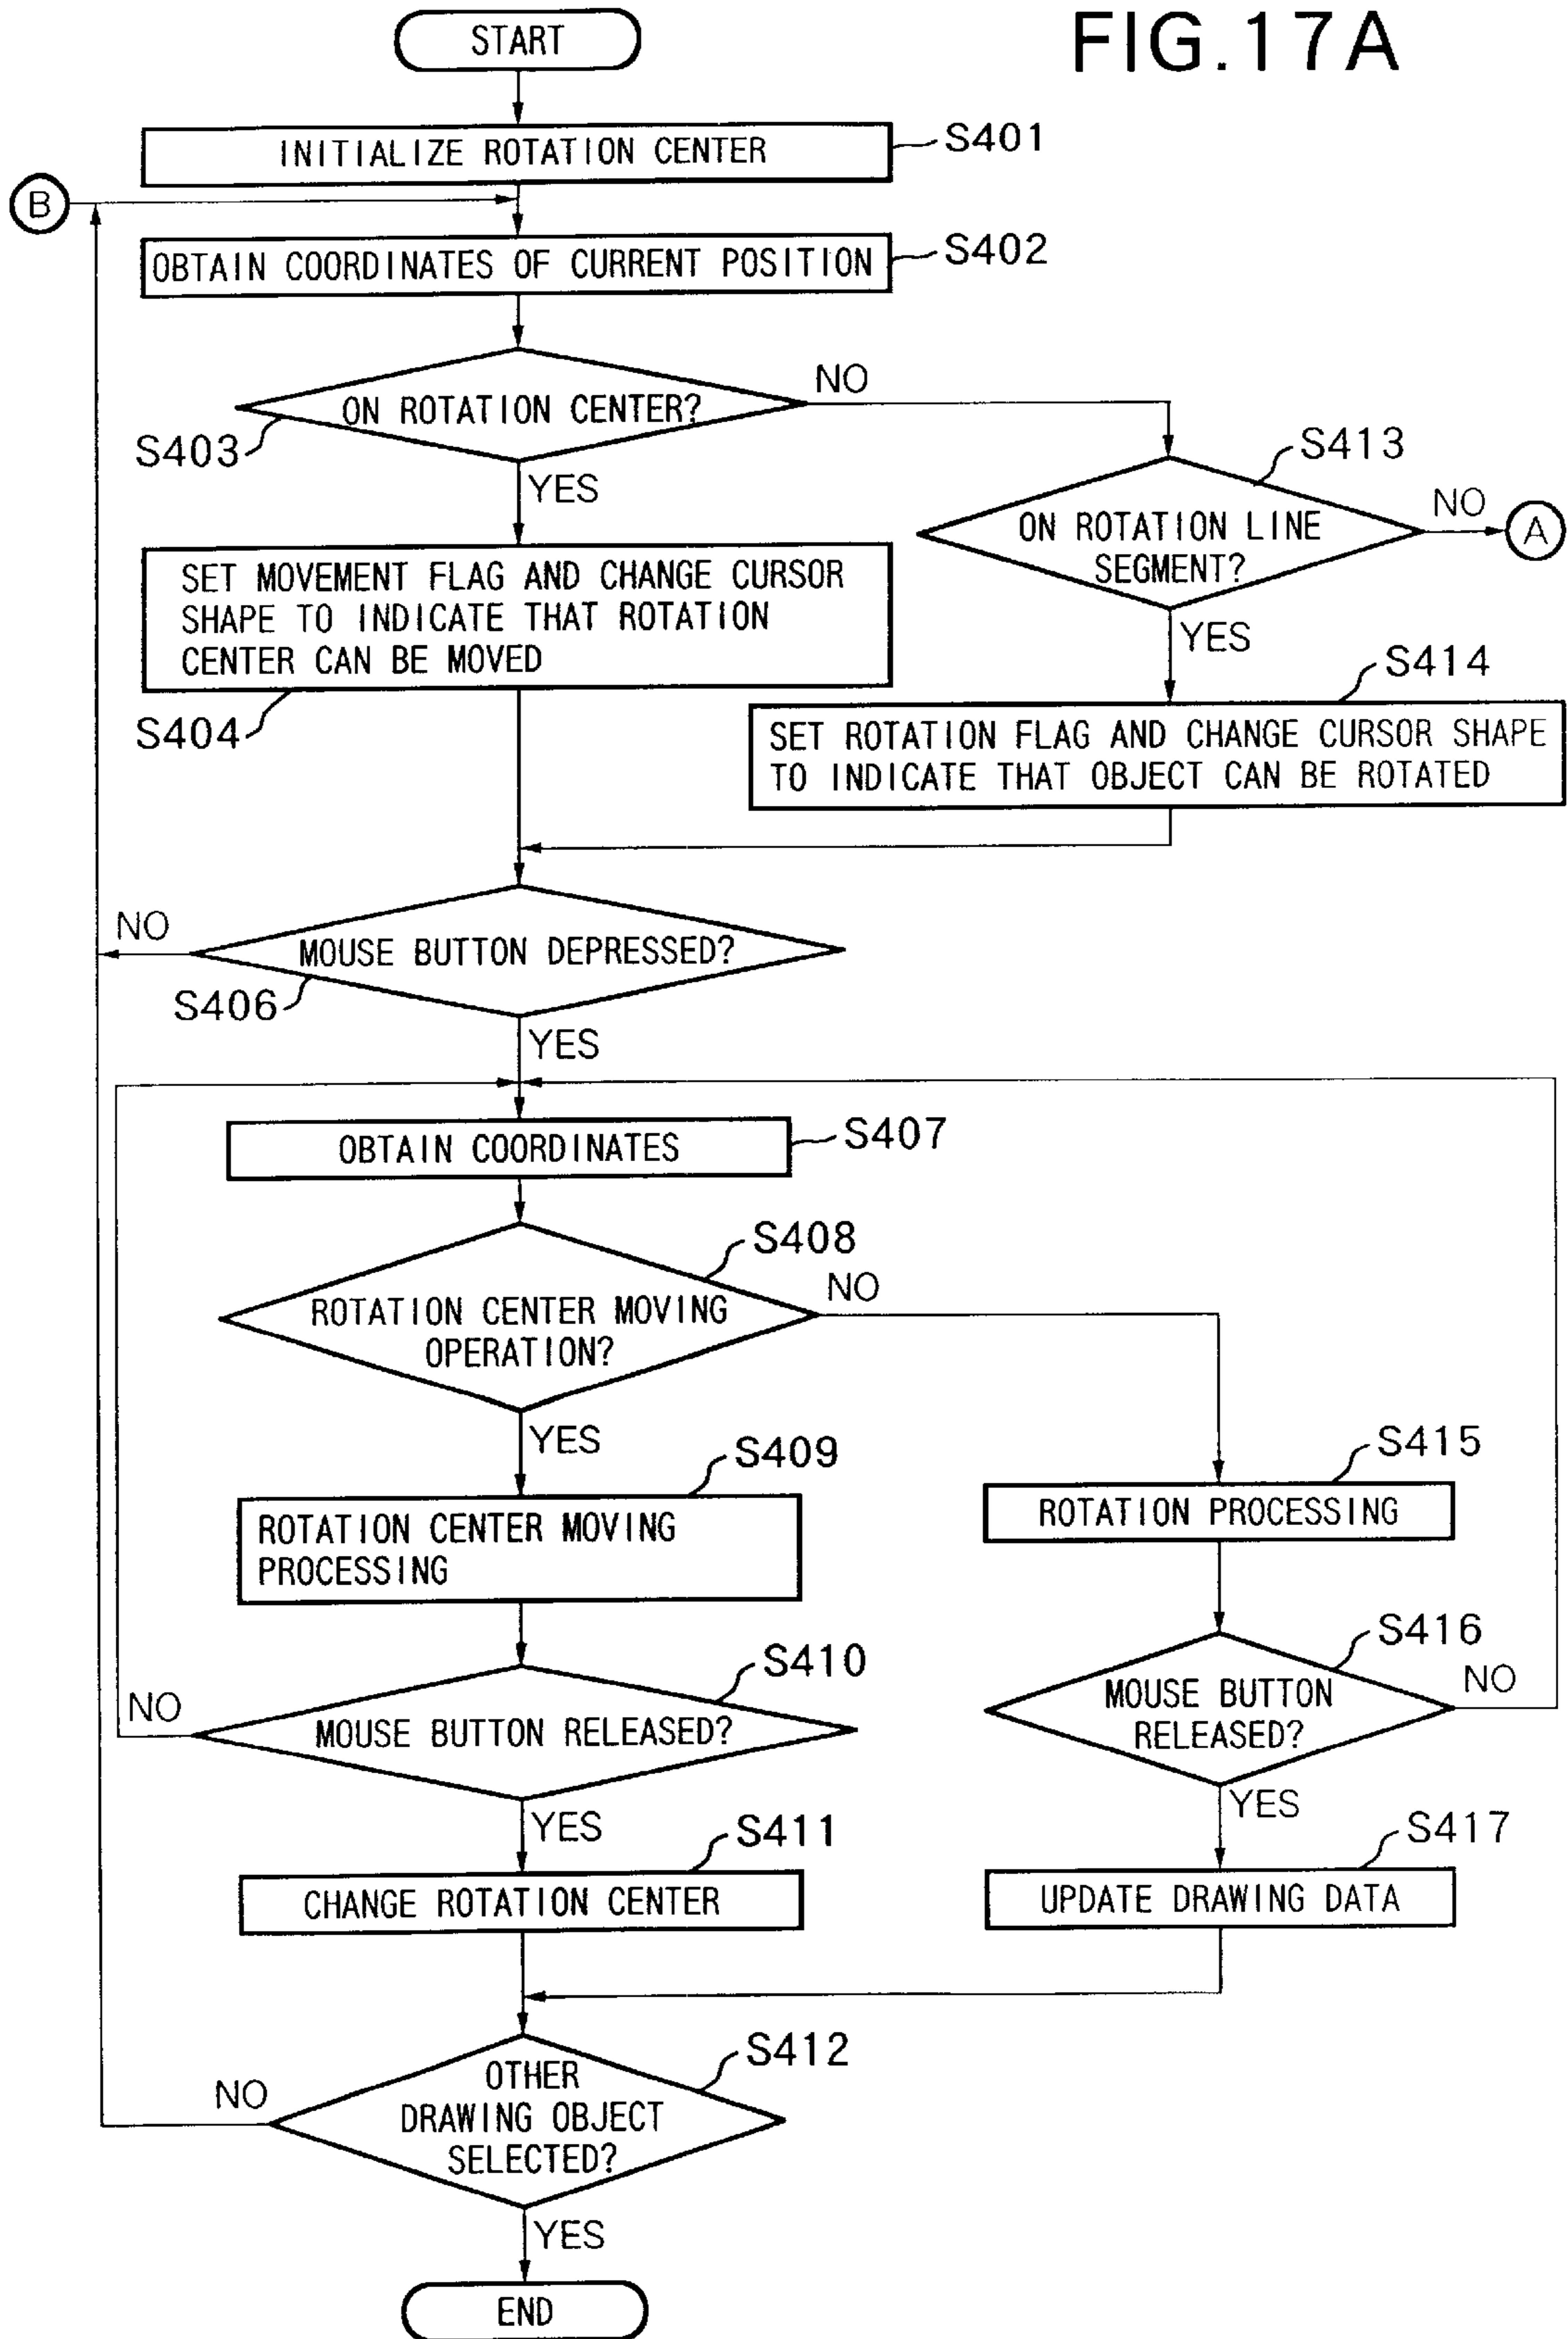 FIG.17A
START
INITIALIZE ROTATION CENTER
S401
B
OBTAIN COORDINATES OF CURRENT POSITION
S402
ON ROTATION CENTER?
NO
S403
YES
S413
ON ROTATION LINE
SEGMENT?
NO
A
YES
SET MOVEMENT FLAG AND CHANGE CURSOR
SHAPE TO INDICATE THAT ROTATION
CENTER CAN BE MOVED
S404
S414
SET ROTATION FLAG AND CHANGE CURSOR SHAPE
TO INDICATE THAT OBJECT CAN BE ROTATED
NO
MOUSE BUTTON DEPRESSED?
S406
YES
OBTAIN COORDINATES
S407
S408
ROTATION CENTER MOVING
OPERATION?
NO
YES
S409
ROTATION CENTER MOVING
PROCESSING
S415
ROTATION PROCESSING
S410
NO
MOUSE BUTTON RELEASED?
YES
S416
MOUSE BUTTON
RELEASED?
NO
YES
S411
CHANGE ROTATION CENTER
S417
UPDATE DRAWING DATA
S412
NO
OTHER
DRAWING OBJECT
SELECTED?
YES
END